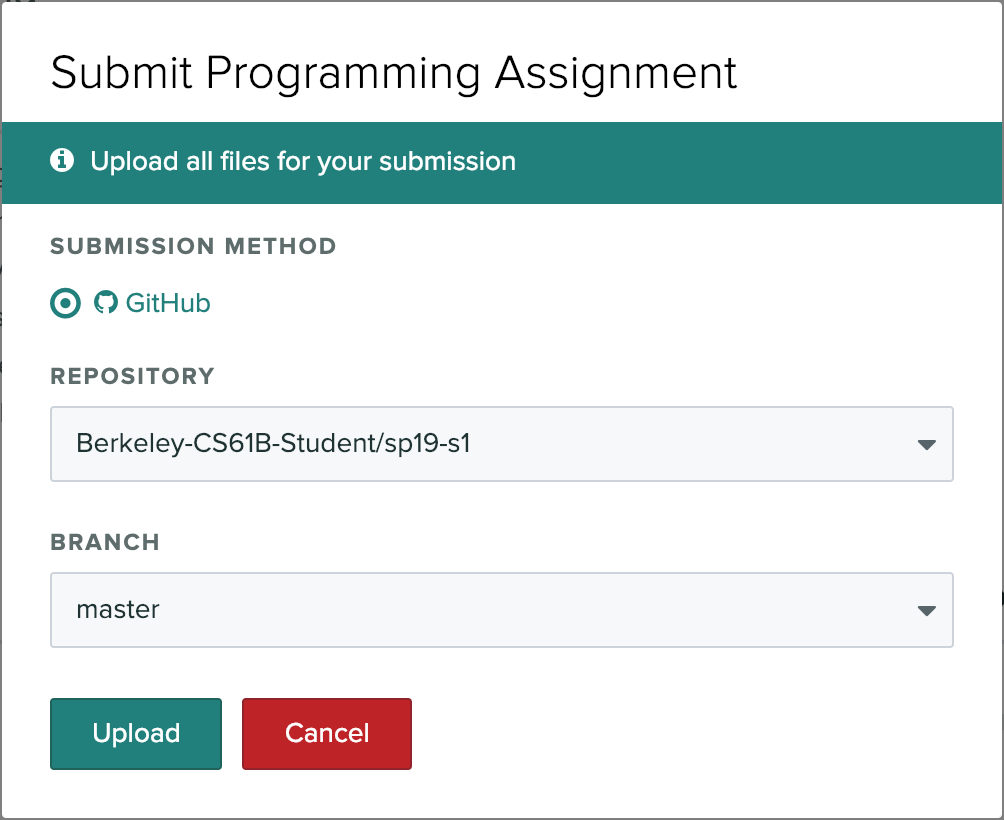 Submit Programming Assignment
Upload all files for your submission
SUBMISSION METHOD
GitHub
REPOSITORY
Berkeley-CS61B-Student/sp19-s1
BRANCH
master
Upload Cancel